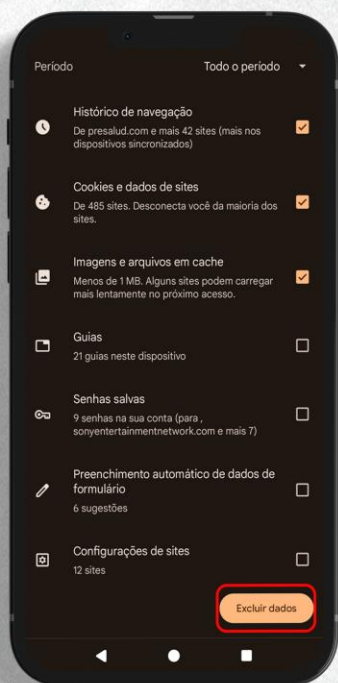 Período Todo o período
Histórico de navegação
De presalud.com e mais 42 sites (mais nos
dispositivos sincronizados)
Cookies e dados de sites
De 485 sites. Desconecta você da maioria dos
sites.
Imagens e arquivos em cache
Menos de 1 MB. Alguns sites podem carregar
mais lentamente no próximo acesso.
Guias
21 guias neste dispositivo
Senhas salvas
9 senhas na sua conta (para ,
sonyentertainmentnetwork.com e mais 7)
Preenchimento automático de dados de
formulário
6 sugestões
Configurações de sites
12 sites
Excluir dados